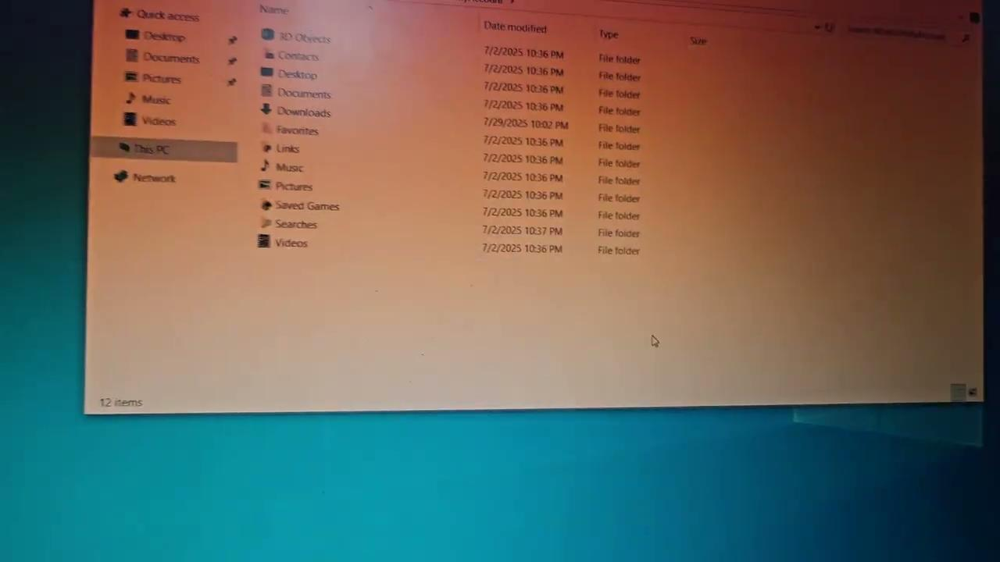 Name
Date modified
Type
Size
Quick access
Desktop
Documents
Pictures
Music
Videos
This PC
Network
3D Objects 7/2/2025 10:36 PM File folder
Contacts 7/2/2025 10:36 PM File folder
Desktop 7/2/2025 10:36 PM File folder
Documents 7/2/2025 10:36 PM File folder
Downloads 7/29/2025 10:02 PM File folder
Favorites 7/2/2025 10:36 PM File folder
Links 7/2/2025 10:36 PM File folder
Music 7/2/2025 10:36 PM File folder
Pictures 7/2/2025 10:36 PM File folder
Saved Games 7/2/2025 10:36 PM File folder
Searches 7/2/2025 10:37 PM File folder
Videos 7/2/2025 10:36 PM File folder
12 items